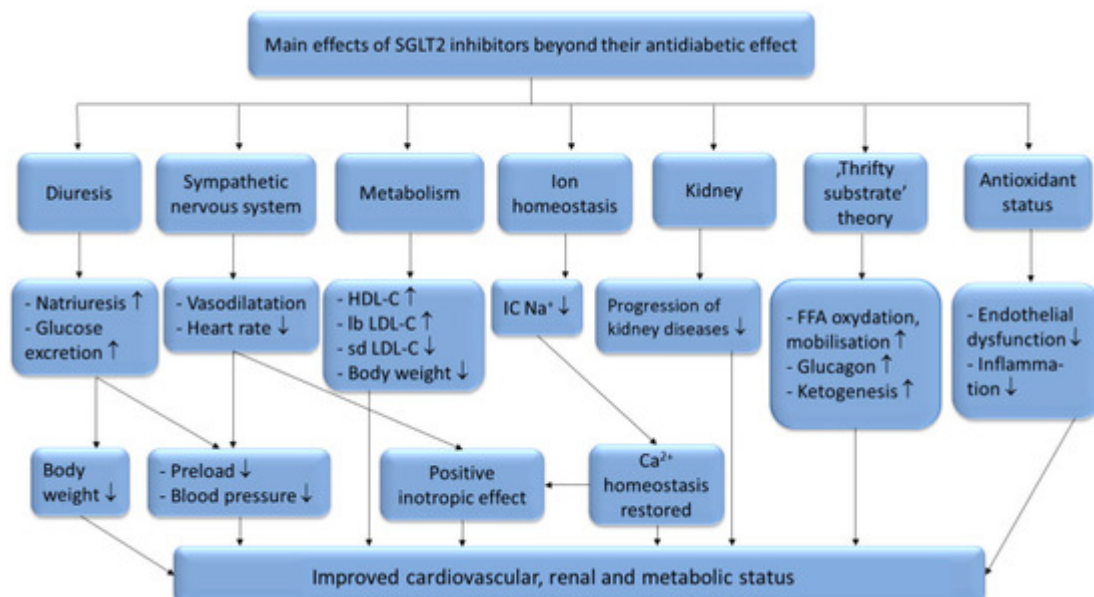 Main effects of SGLT2 inhibitors beyond their antidiabetic effect
Diuresis
Sympathetic
nervous system
Metabolism
Ion
homeostasis
Kidney
‚Thrifty
substrate’
theory
Antioxidant
status
- Natriuresis ↑
- Glucose
excretion ↑
- Vasodilatation
- Heart rate ↓
- HDL-C ↑
- lb LDL-C ↑
- sd LDL-C ↓
- Body weight ↓
IC Na⁺ ↓
Progression of
kidney diseases ↓
- FFA oxydation,
mobilisation ↑
- Glucagon ↑
- Ketogenesis ↑
- Endothelial
dysfunction ↓
- Inflamma-
tion ↓
Body
weight ↓
- Preload ↓
- Blood pressure ↓
Positive
inotropic effect
Ca²⁺
homeostasis
restored
Improved cardiovascular, renal and metabolic status